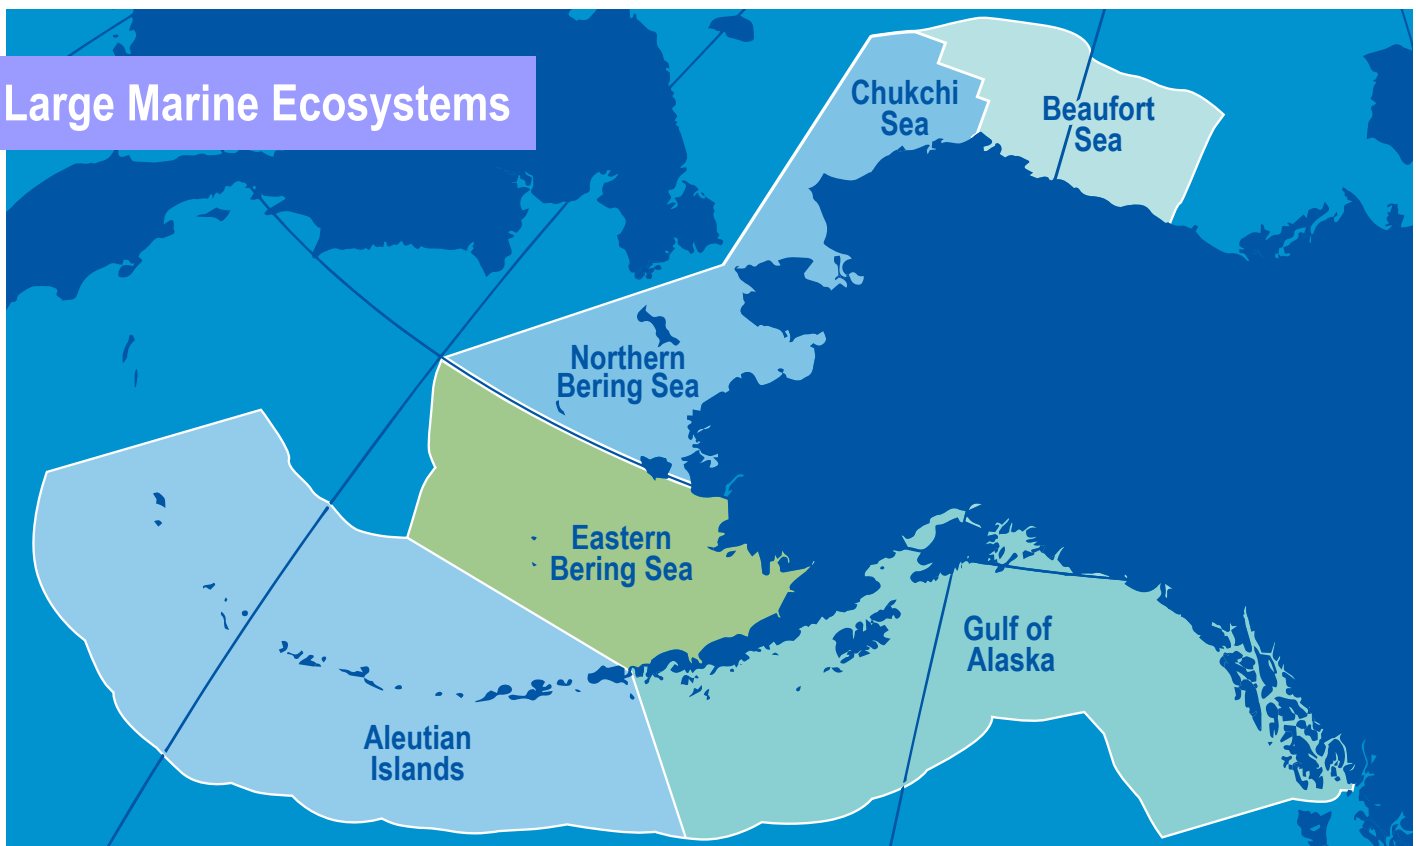 Large Marine Ecosystems
Chukchi
Sea
Beaufort
Sea
Northern
Bering Sea
Eastern
Bering Sea
Gulf of
Alaska
Aleutian
Islands